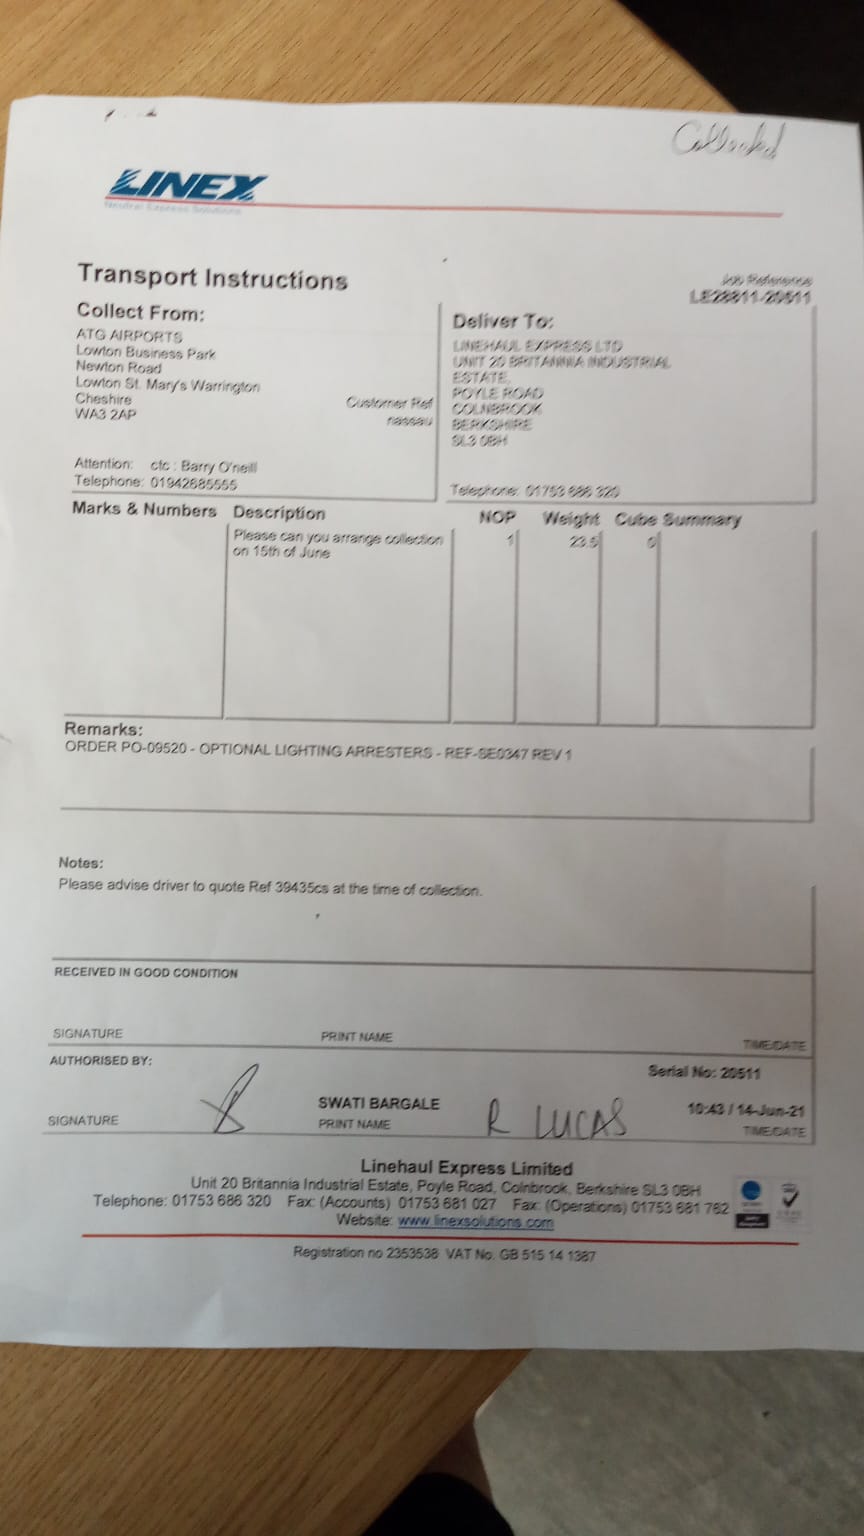 Collected
LINEX
Neutral Express Solutions
Transport Instructions
Job Reference
LE28811-20511
Collect From:
ATG AIRPORTS
Lowton Business Park
Newton Road
Lowton St. Mary's Warrington
Cheshire
WA3 2AP
Customer Ref
nassau
Attention: ctc : Barry O'neill
Telephone: 01942685555
Deliver To:
LINEHAUL EXPRESS LTD
UNIT 20 BRITANNIA INDUSTRIAL
ESTATE,
POYLE ROAD
COLNBROOK
BERKSHIRE
SL3 0BH
Telephone: 01753 686 320
Marks & Numbers Description NOP Weight Cube Summary
Please can you arrange collection 1 23.5 0
on 15th of June
Remarks:
ORDER PO-09520 - OPTIONAL LIGHTING ARRESTERS - REF-SE0347 REV 1
Notes:
Please advise driver to quote Ref 39435cs at the time of collection.
RECEIVED IN GOOD CONDITION
SIGNATURE PRINT NAME TIME/DATE
AUTHORISED BY:
Serial No: 20511
SWATI BARGALE R LUCAS 10:43 / 14-Jun-21
SIGNATURE PRINT NAME TIME/DATE
Linehaul Express Limited
Unit 20 Britannia Industrial Estate, Poyle Road, Colnbrook, Berkshire SL3 0BH
Telephone: 01753 686 320 Fax: (Accounts) 01753 681 027 Fax: (Operations) 01753 681 762
Website: www.linexsolutions.com
Registration no 2353538 VAT No. GB 515 14 1387